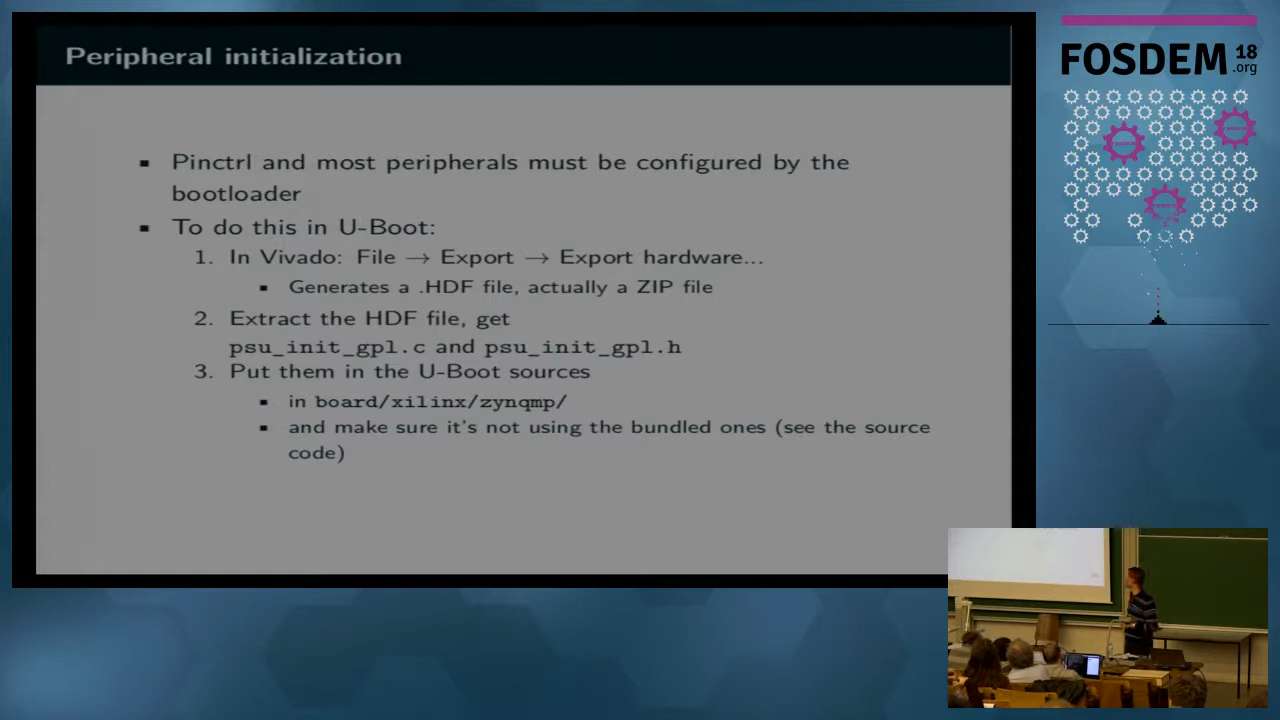 Peripheral initialization
▪ Pinctrl and most peripherals must be configured by the
bootloader
▪ To do this in U-Boot:
1. In Vivado: File → Export → Export hardware...
▪ Generates a .HDF file, actually a ZIP file
2. Extract the HDF file, get
psu_init_gpl.c and psu_init_gpl.h
3. Put them in the U-Boot sources
▪ in board/xilinx/zynqmp/
▪ and make sure it's not using the bundled ones (see the source
code)
FOSDEM 18
.org